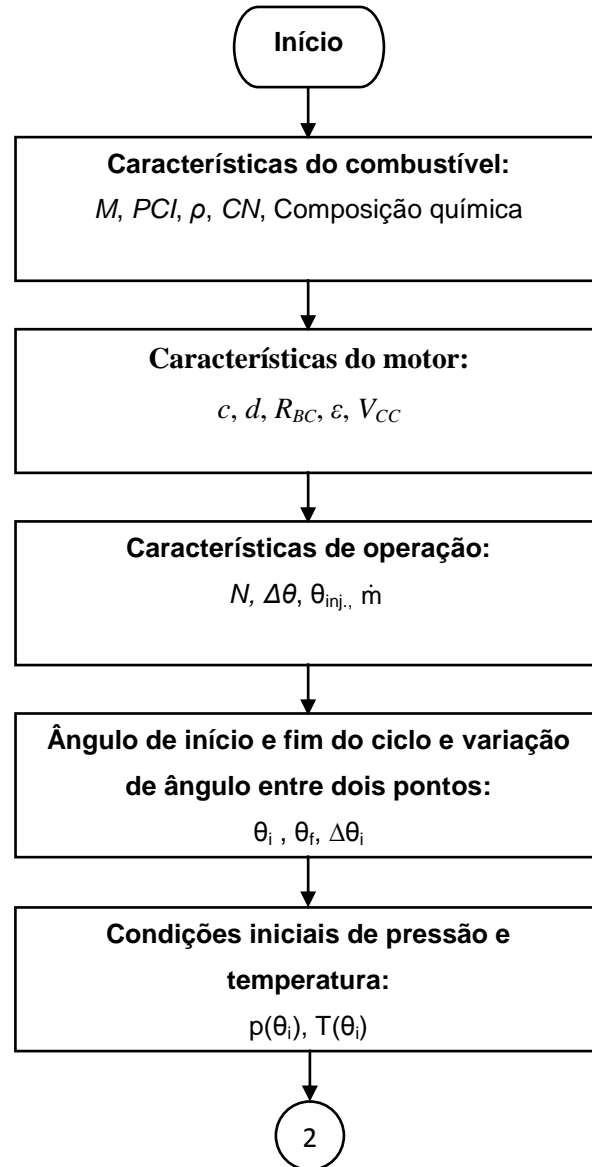 Início
Características do combustível:
M, PCI, ρ, CN, Composição química
Características do motor:
c, d, R_BC, ε, V_CC
Características de operação:
N, Δθ, θ_inj., ṁ
Ângulo de início e fim do ciclo e variação
de ângulo entre dois pontos:
θ_i , θ_f, Δθ_i
Condições iniciais de pressão e
temperatura:
p(θ_i), T(θ_i)
2